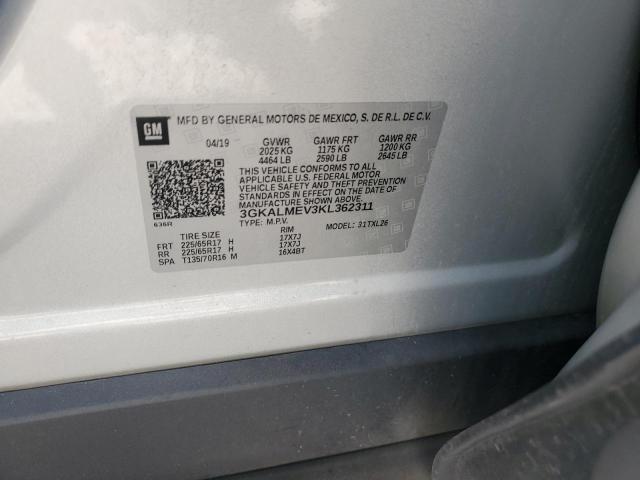 GM
MFD BY GENERAL MOTORS DE MEXICO, S. DE R.L. DE C.V.
04/19 GVWR GAWR FRT GAWR RR
2025 KG 1175 KG 1200 KG
4464 LB 2590 LB 2645 LB
THIS VEHICLE CONFORMS TO ALL
APPLICABLE U.S. FEDERAL MOTOR
VEHICLE SAFETY AND THEFT PREVENTION
STANDARDS IN EFFECT ON THE DATE OF
MANUFACTURE SHOWN ABOVE.
3GKALMEV3KL362311
636R
TYPE: M.P.V. MODEL: 31TXL26
TIRE SIZE RIM
FRT 225/65R17 H 17X7J
RR 225/65R17 H 17X7J
SPA T135/70R16 M 16X4BT